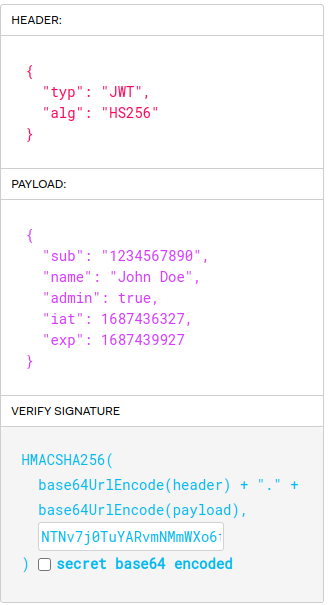 HEADER:
{
"typ": "JWT",
"alg": "HS256"
}
PAYLOAD:
{
"sub": "1234567890",
"name": "John Doe",
"admin": true,
"iat": 1687436327,
"exp": 1687439927
}
VERIFY SIGNATURE
HMACSHA256(
base64UrlEncode(header) + "." +
base64UrlEncode(payload),
NTNv7j0TuYARvmNMmWXo6
) secret base64 encoded